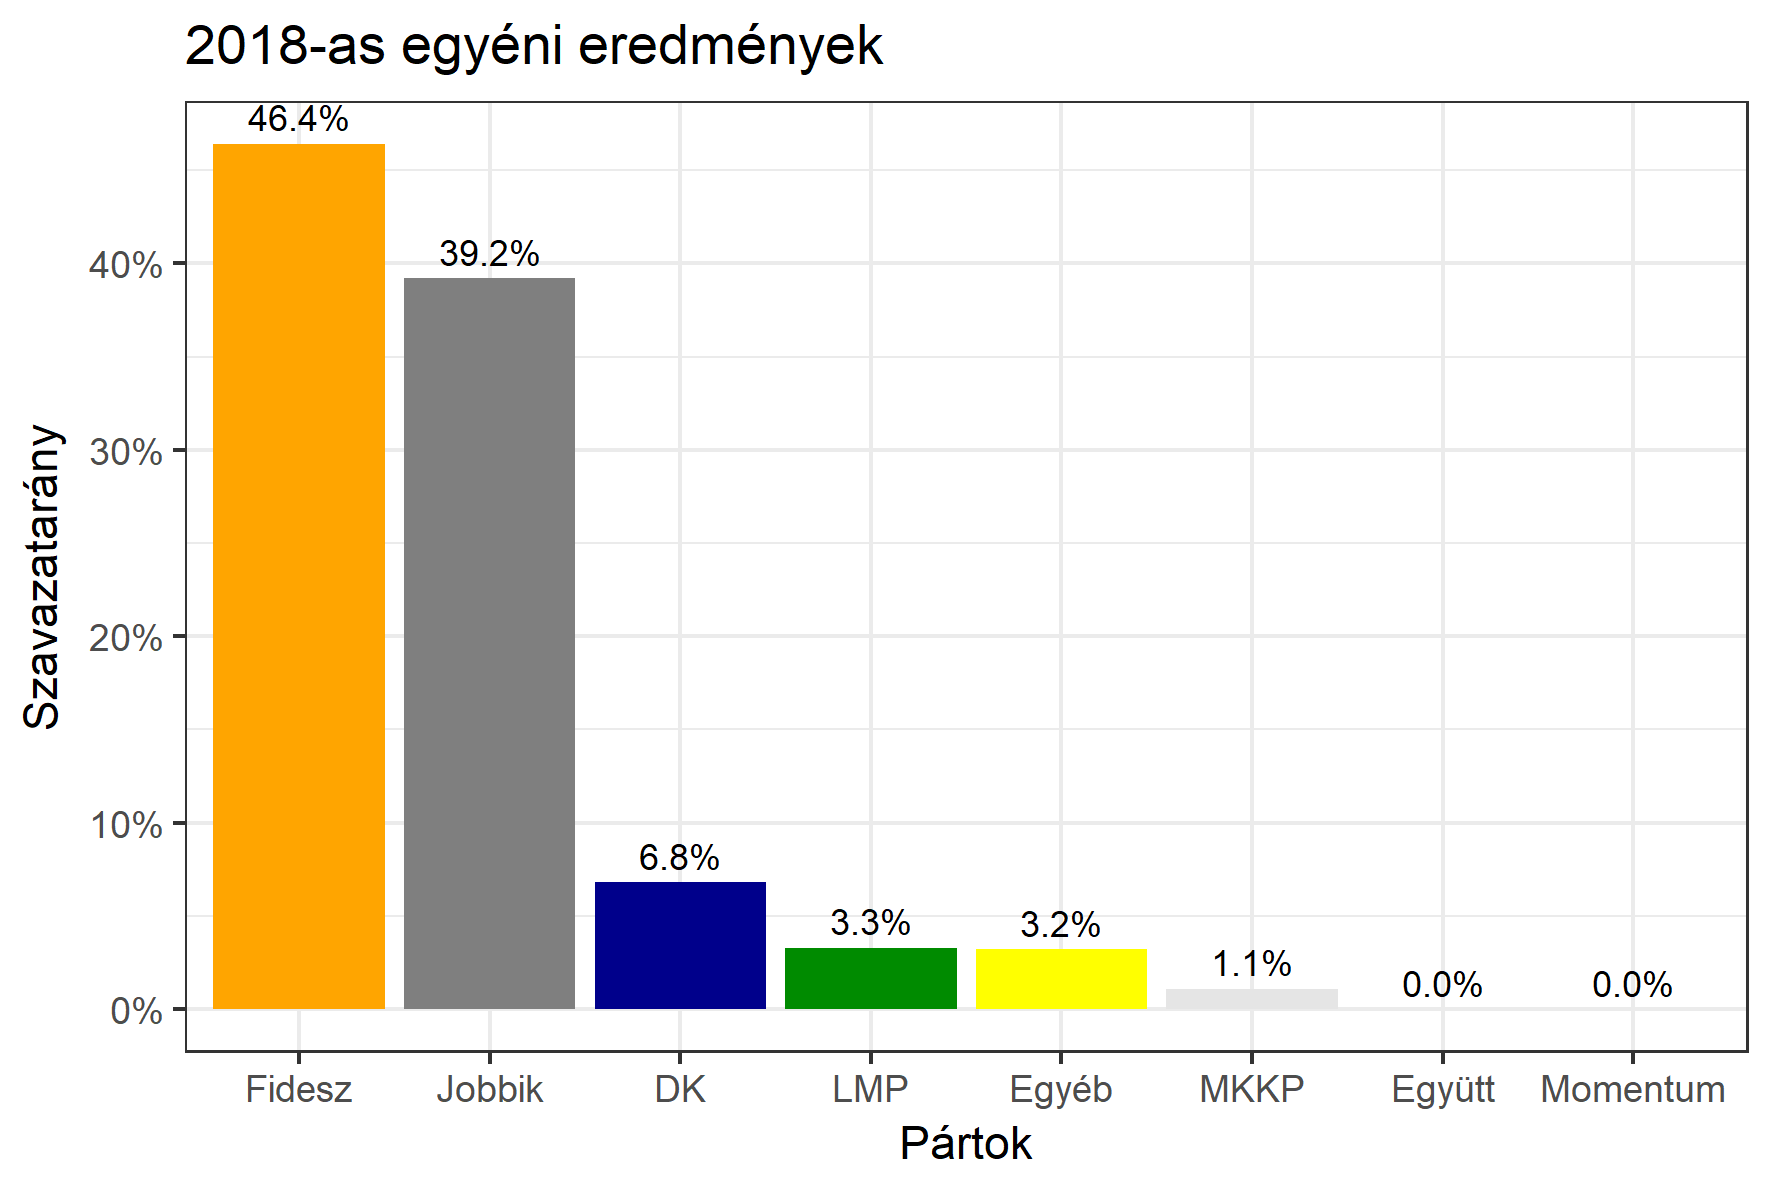 2018-as egyéni eredmények
46.4%
39.2%
6.8%
3.3%
3.2%
1.1%
0.0%
0.0%
40%
30%
20%
10%
0%
Szavazatarány
Fidesz
Jobbik
DK
LMP
Egyéb
MKKP
Együtt
Momentum
Pártok